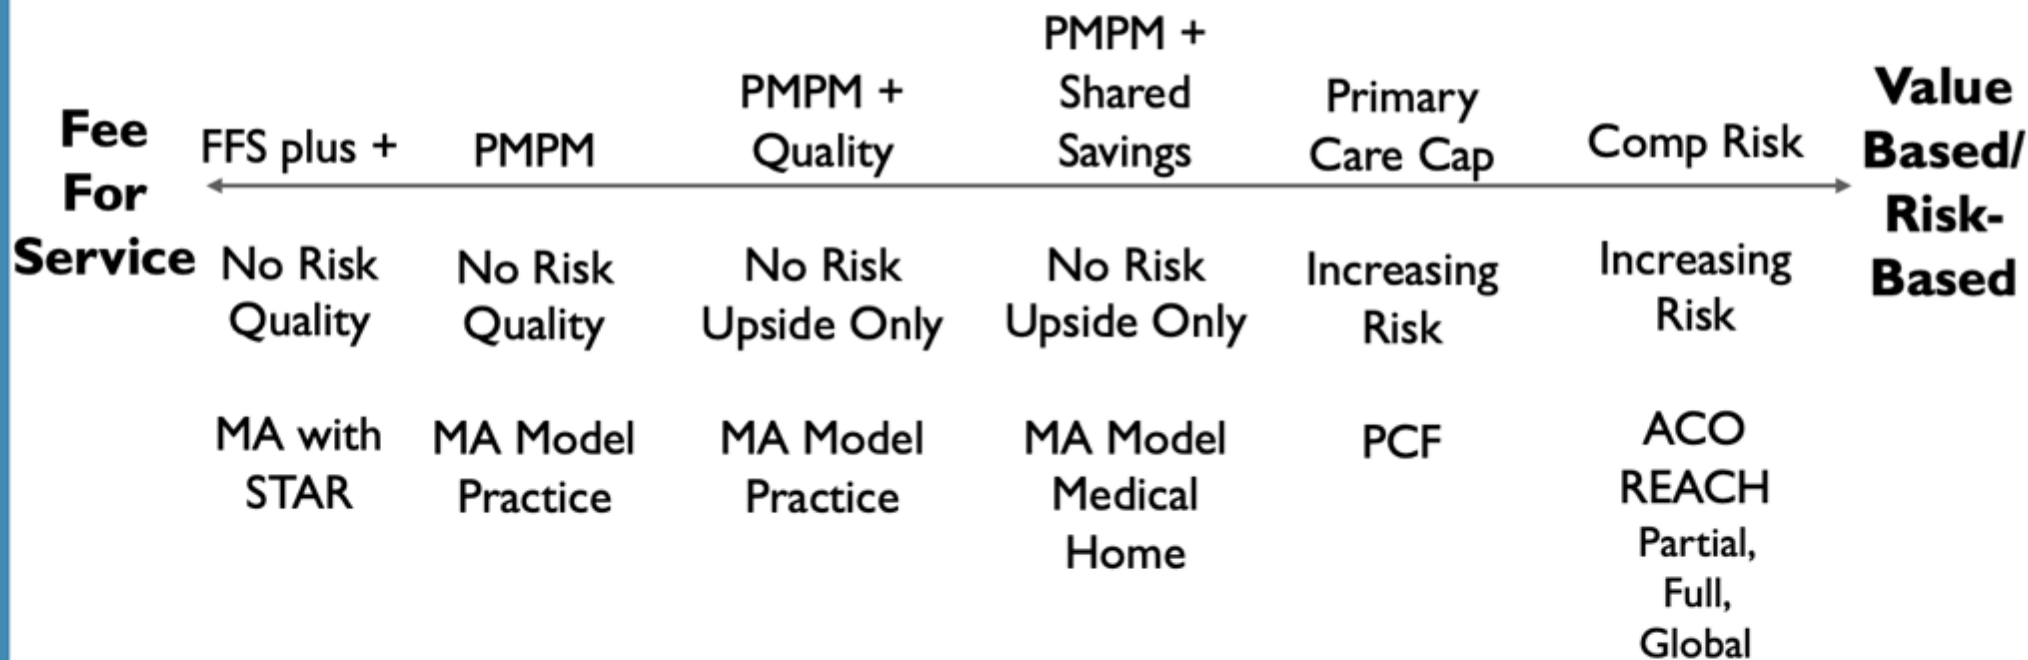 Fee
For
Service
FFS plus +
No Risk
Quality
MA with
STAR
PMPM
No Risk
Quality
MA Model
Practice
PMPM +
Quality
No Risk
Upside Only
MA Model
Practice
PMPM +
Shared
Savings
No Risk
Upside Only
MA Model
Medical
Home
Primary
Care Cap
Increasing
Risk
PCF
Comp Risk
Increasing
Risk
ACO
REACH
Partial,
Full,
Global
Value
Based/
Risk-
Based